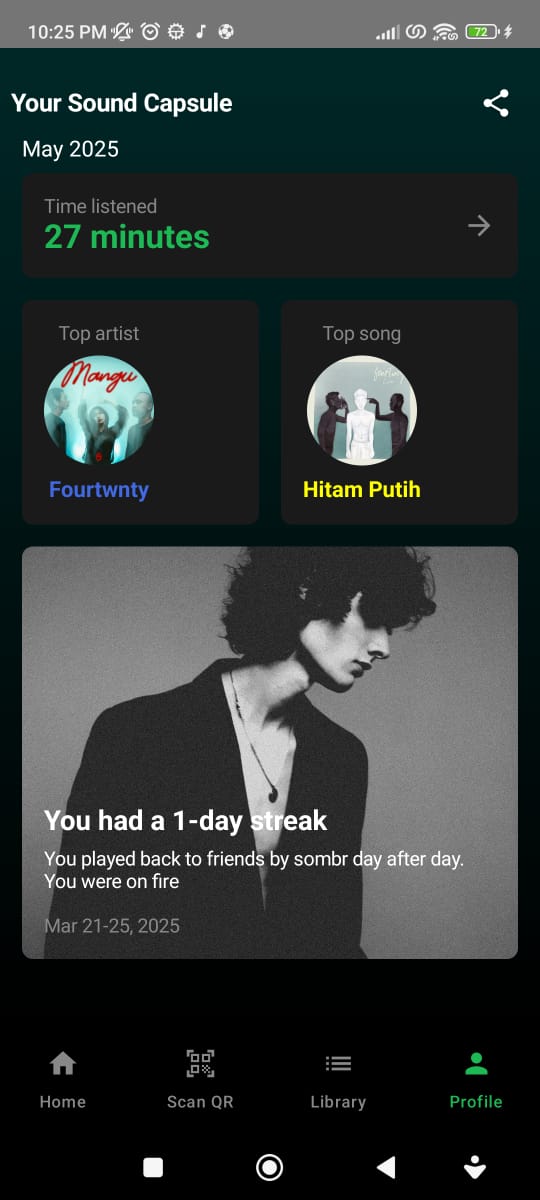 10:25 PM
72
Your Sound Capsule
May 2025
Time listened
27 minutes
Top artist
Top song
Mangu
Fourtwnty
Hitam Putih
You had a 1-day streak
You played back to friends by sombr day after day.
You were on fire
Mar 21-25, 2025
Home
Scan QR
Library
Profile